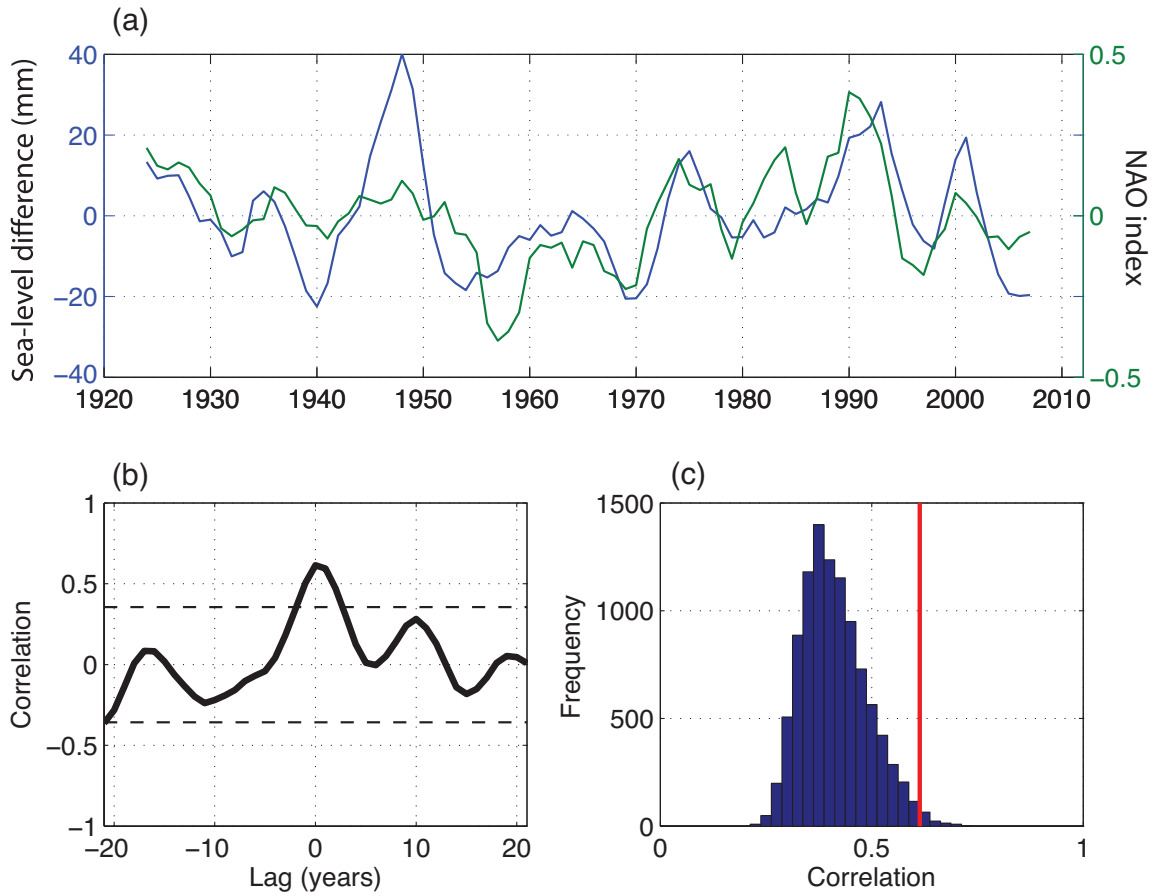 (a)
Sea-level difference (mm)
40
20
0
−20
−40
0.5
0
−0.5
NAO index
1920 1930 1940 1950 1960 1970 1980 1990 2000 2010
(b)
Correlation
1
0.5
0
−0.5
−1
−20 −10 0 10 20
Lag (years)
(c)
Frequency
1500
1000
500
0
0 0.5 1
Correlation